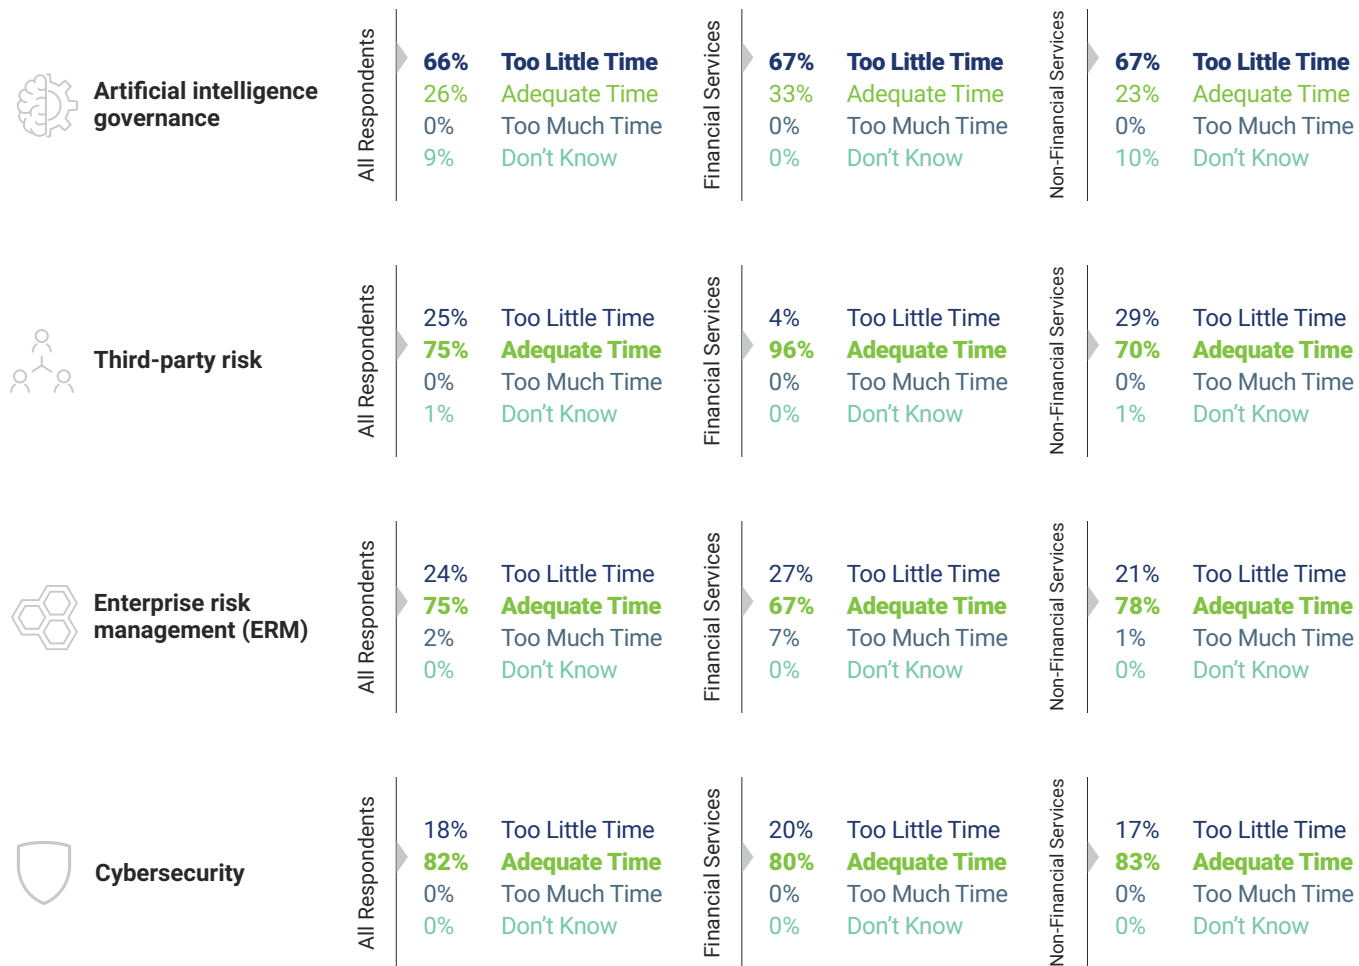 Artificial intelligence
governance
All Respondents
66% Too Little Time
26% Adequate Time
0% Too Much Time
9% Don’t Know
Financial Services
67% Too Little Time
33% Adequate Time
0% Too Much Time
0% Don’t Know
Non-Financial Services
67% Too Little Time
23% Adequate Time
0% Too Much Time
10% Don’t Know
Third-party risk
All Respondents
25% Too Little Time
75% Adequate Time
0% Too Much Time
1% Don’t Know
Financial Services
4% Too Little Time
96% Adequate Time
0% Too Much Time
0% Don’t Know
Non-Financial Services
29% Too Little Time
70% Adequate Time
0% Too Much Time
1% Don’t Know
Enterprise risk
management (ERM)
All Respondents
24% Too Little Time
75% Adequate Time
2% Too Much Time
0% Don’t Know
Financial Services
27% Too Little Time
67% Adequate Time
7% Too Much Time
0% Don’t Know
Non-Financial Services
21% Too Little Time
78% Adequate Time
1% Too Much Time
0% Don’t Know
Cybersecurity
All Respondents
18% Too Little Time
82% Adequate Time
0% Too Much Time
0% Don’t Know
Financial Services
20% Too Little Time
80% Adequate Time
0% Too Much Time
0% Don’t Know
Non-Financial Services
17% Too Little Time
83% Adequate Time
0% Too Much Time
0% Don’t Know